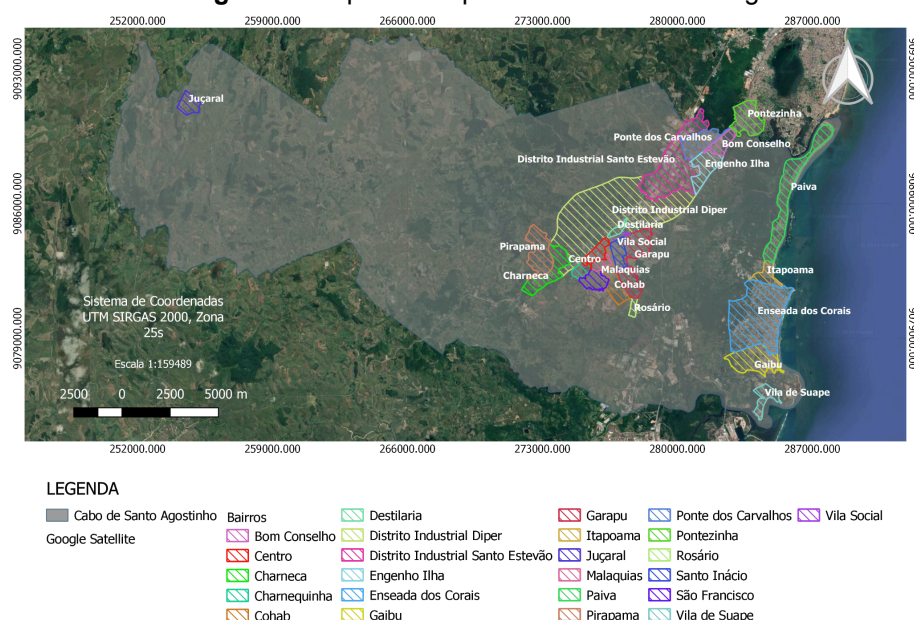 252000.000 259000.000 266000.000 273000.000 280000.000 287000.000
9093000.000
9086000.000
9079000.000
Juçaral
Pontezinha
Ponte dos Carvalhos
Bom Conselho
Distrito Industrial Santo Estevão
Engenho Ilha
Paiva
Distrito Industrial Diper
Destilaria
Vila Social
Pirapama
Garapu
Centro
Malaquias
Itapoama
Charneca
Cohab
Rosário
Enseada dos Corais
Gaibu
Vila de Suape
Sistema de Coordenadas
UTM SIRGAS 2000, Zona
25s
Escala 1:159489
2500 0 2500 5000 m
252000.000 259000.000 266000.000 273000.000 280000.000 287000.000
LEGENDA
Cabo de Santo Agostinho
Google Satellite
Bairros
Bom Conselho
Centro
Charneca
Charnequinha
Cohab
Destilaria
Distrito Industrial Diper
Distrito Industrial Santo Estevão
Engenho Ilha
Enseada dos Corais
Gaibu
Garapu
Itapoama
Juçaral
Malaquias
Paiva
Pirapama
Ponte dos Carvalhos
Pontezinha
Rosário
Santo Inácio
São Francisco
Vila de Suape
Vila Social